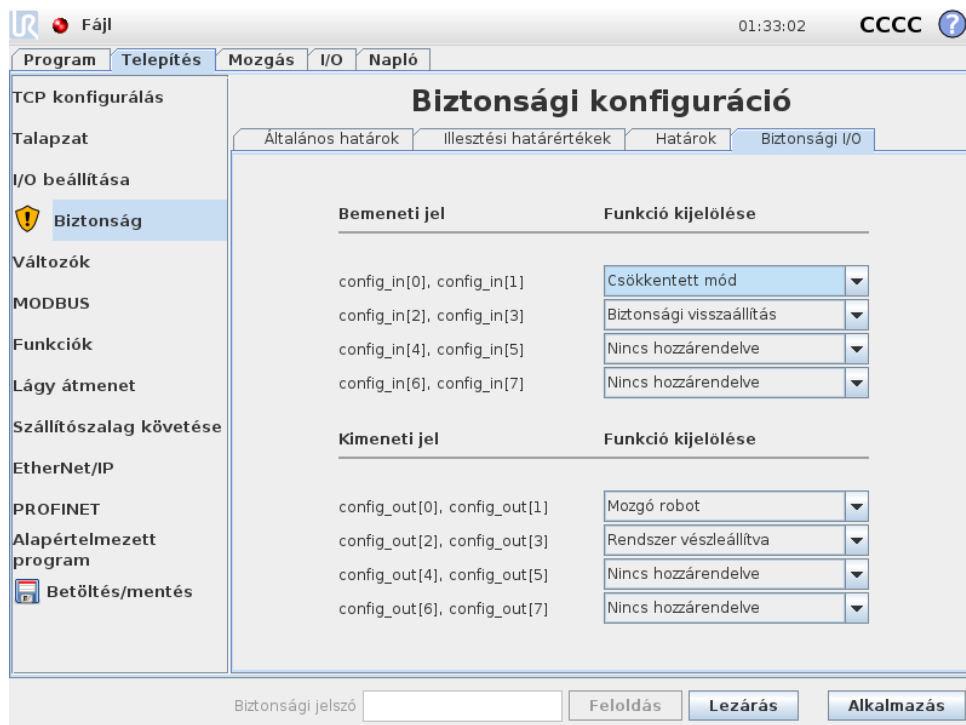 UR Fájl 01:33:02 CCCC ?
Program Telepítés Mozgás I/O Napló
TCP konfigurálás
Talapzat
I/O beállítása
Biztonság
Változók
MODBUS
Funkciók
Lágy átmenet
Szállítószalag követése
EtherNet/IP
PROFINET
Alapértelmezett
program
Betöltés/mentés
Biztonsági konfiguráció
Általános határok Illesztési határértékek Határok Biztonsági I/O
Bemeneti jel Funkció kijelölése
config_in[0], config_in[1] Csökkentett mód
config_in[2], config_in[3] Biztonsági visszaállítás
config_in[4], config_in[5] Nincs hozzárendelve
config_in[6], config_in[7] Nincs hozzárendelve
Kimeneti jel Funkció kijelölése
config_out[0], config_out[1] Mozgó robot
config_out[2], config_out[3] Rendszer vészleállítva
config_out[4], config_out[5] Nincs hozzárendelve
config_out[6], config_out[7] Nincs hozzárendelve
Biztonsági jelszó Feloldás Lezárás Alkalmazás